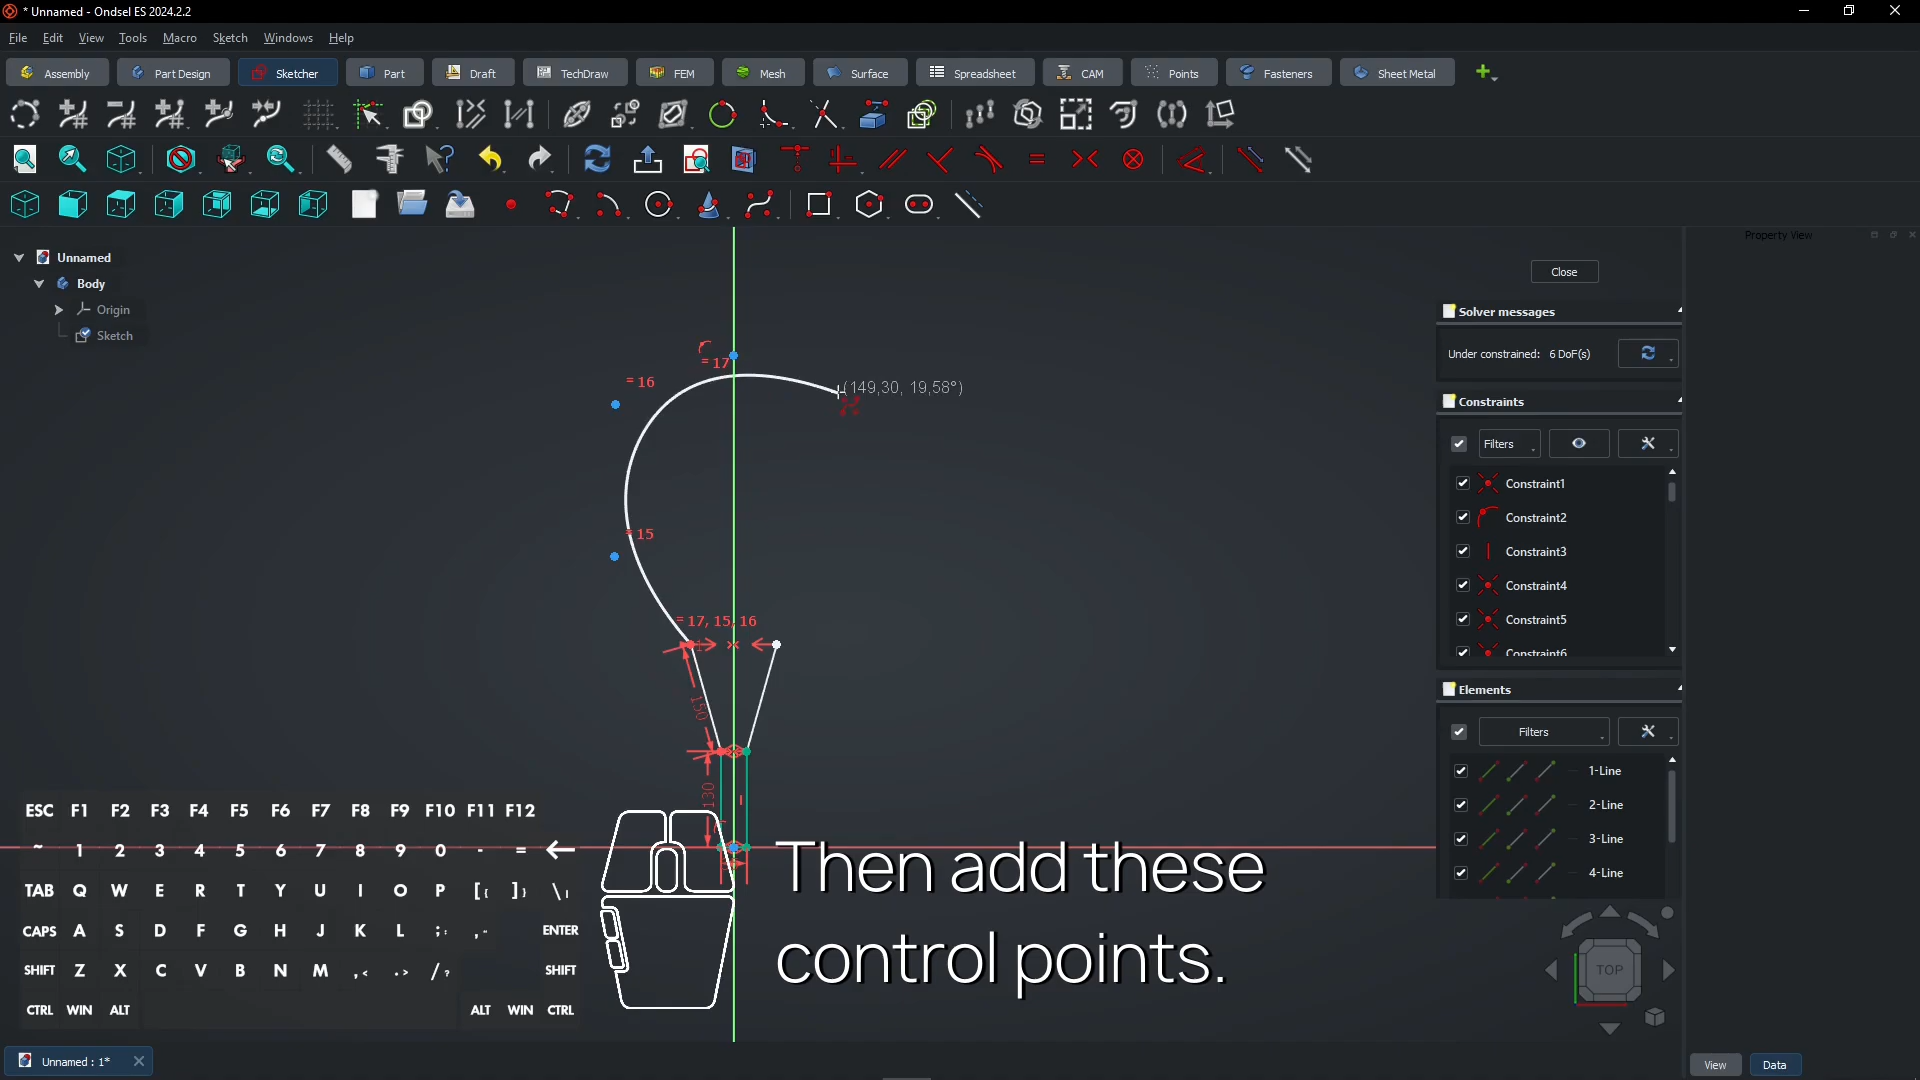 * Unnamed - Ondsel ES 2024.2.2
File Edit View Tools Macro Sketch Windows Help
Assembly Part Design Sketcher Part Draft TechDraw FEM Mesh Surface Spreadsheet CAM Points Fasteners Sheet Metal
Unnamed
Body
Origin
Sketch
Property View
Close
Solver messages
Under constrained: 6 DoF(s)
Constraints
Filters
Constraint1
Constraint2
Constraint3
Constraint4
Constraint5
Constraint6
Elements
Filters
1-Line
2-Line
3-Line
4-Line
= 17
= 16
(149,30, 19,58°)
= 15
= 17, 15, 16
150
130
TOP
ESC F1 F2 F3 F4 F5 F6 F7 F8 F9 F10 F11 F12
~ 1 2 3 4 5 6 7 8 9 0 - =
TAB Q W E R T Y U I O P [{ ]} \|
CAPS A S D F G H J K L ;: ,. ENTER
SHIFT Z X C V B N M ,< .> /? SHIFT
CTRL WIN ALT ALT WIN CTRL
Then add these
control points.
Unnamed : 1*
View Data